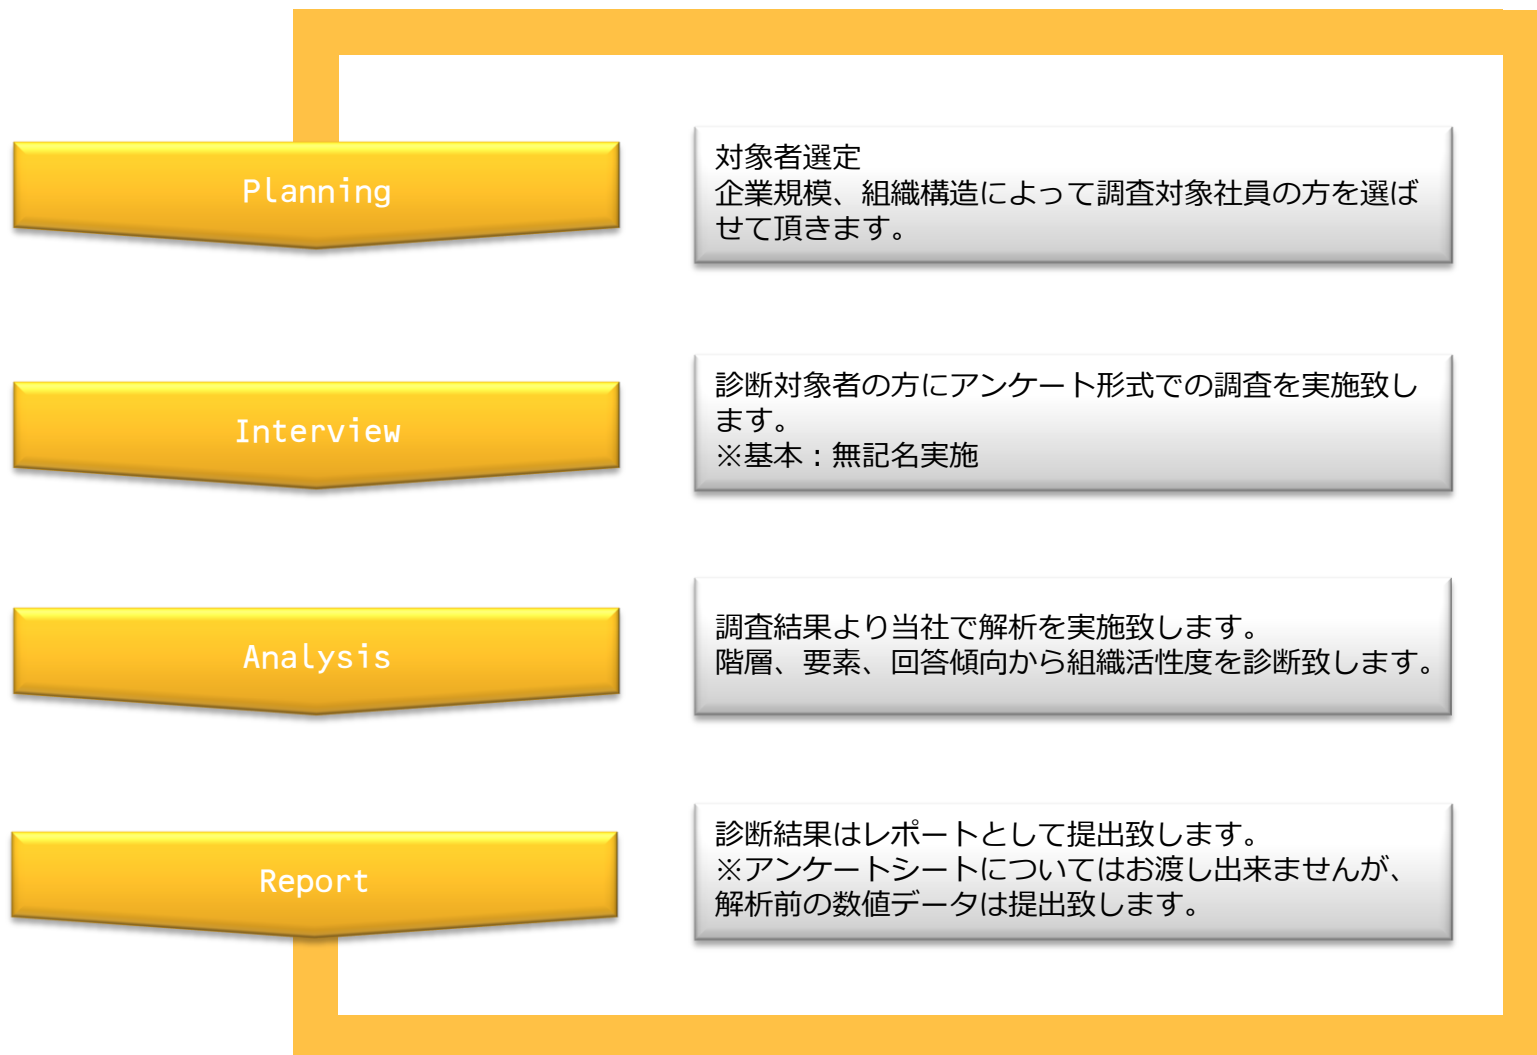 Planning
対象者選定
企業規模、組織構造によって調査対象社員の方を選ば
せて頂きます。
Interview
診断対象者の方にアンケート形式での調査を実施致し
ます。
※基本：無記名実施
Analysis
調査結果より当社で解析を実施致します。
階層、要素、回答傾向から組織活性度を診断致します。
Report
診断結果はレポートとして提出致します。
※アンケートシートについてはお渡し出来ませんが、
解析前の数値データは提出致します。